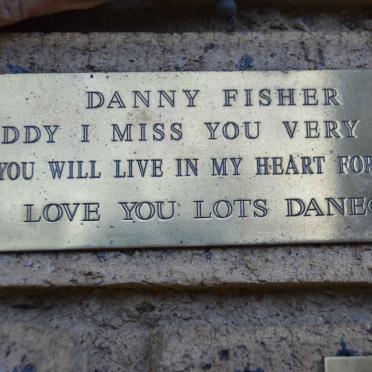 DANNY FISHER
DDY I MISS YOU VERY
YOU WILL LIVE IN MY HEART FOR
LOVE YOU LOTS DANE